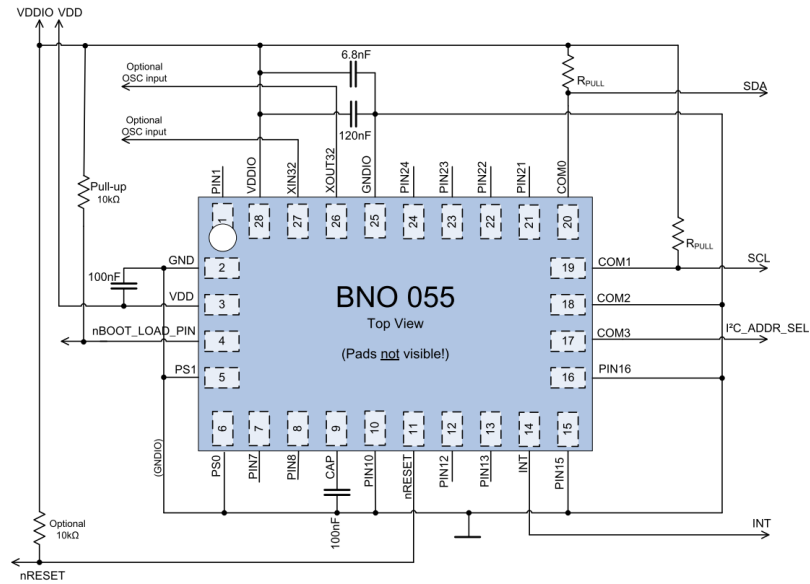 VDDIO VDD
6.8nF
Optional
OSC input
R_PULL
SDA
120nF
Optional
OSC input
PIN1
VDDIO
XIN32
XOUT32
GNDIO
PIN24
PIN23
PIN22
PIN21
COM0
Pull-up
10kΩ
1
28
27
26
25
24
23
22
21
20
R_PULL
GND
2
19
COM1
SCL
100nF
BNO 055
VDD
3
18
COM2
Top View
nBOOT_LOAD_PIN
4
17
COM3
I²C_ADDR_SEL
(Pads not visible!)
PS1
5
16
PIN16
6
7
8
9
10
11
12
13
14
15
(GNDIO)
PS0
PIN7
PIN8
CAP
PIN10
nRESET
PIN12
PIN13
INT
PIN15
100nF
Optional
10kΩ
INT
nRESET